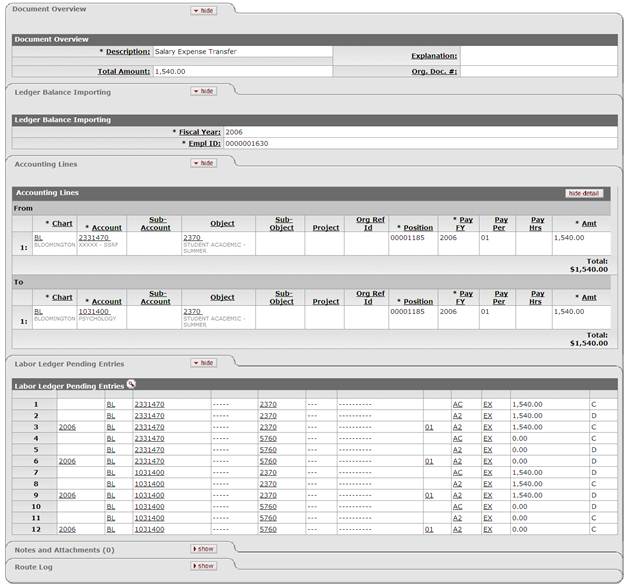 Document Overview hide
Document Overview
* Description: Salary Expense Transfer Explanation:
Total Amount: 1,540.00 Org. Doc. #:
Ledger Balance Importing hide
Ledger Balance Importing
* Fiscal Year: 2006
* Empl ID: 0000001630
Accounting Lines hide
Accounting Lines hide detail
From
* Chart * Account Sub-Account Object Sub-Object Project Org Ref Id * Position * Pay FY Pay Per Pay Hrs * Amt
1: BL 2331470 2370 00001185 2006 01 1,540.00
BLOOMINGTON XXXXX - SSRF STUDENT ACADEMIC - SUMMER
Total:
$1,540.00
To
* Chart * Account Sub-Account Object Sub-Object Project Org Ref Id * Position * Pay FY Pay Per Pay Hrs * Amt
1: BL 1031400 2370 00001185 2006 01 1,540.00
BLOOMINGTON PSYCHOLOGY STUDENT ACADEMIC - SUMMER
Total:
$1,540.00
Labor Ledger Pending Entries hide
Labor Ledger Pending Entries
1 BL 2331470 ----- 2370 --- ---------- AC EX 1,540.00 C
2 BL 2331470 ----- 2370 --- ---------- A2 EX 1,540.00 D
3 2006 BL 2331470 ----- 2370 --- ---------- 01 A2 EX 1,540.00 C
4 BL 2331470 ----- 5760 --- ---------- AC EX 0.00 C
5 BL 2331470 ----- 5760 --- ---------- A2 EX 0.00 D
6 2006 BL 2331470 ----- 5760 --- ---------- 01 A2 EX 0.00 C
7 BL 1031400 ----- 2370 --- ---------- AC EX 1,540.00 D
8 BL 1031400 ----- 2370 --- ---------- A2 EX 1,540.00 C
9 2006 BL 1031400 ----- 2370 --- ---------- 01 A2 EX 1,540.00 D
10 BL 1031400 ----- 5760 --- ---------- AC EX 0.00 D
11 BL 1031400 ----- 5760 --- ---------- A2 EX 0.00 C
12 2006 BL 1031400 ----- 5760 --- ---------- 01 A2 EX 0.00 D
Notes and Attachments (0) show
Route Log show